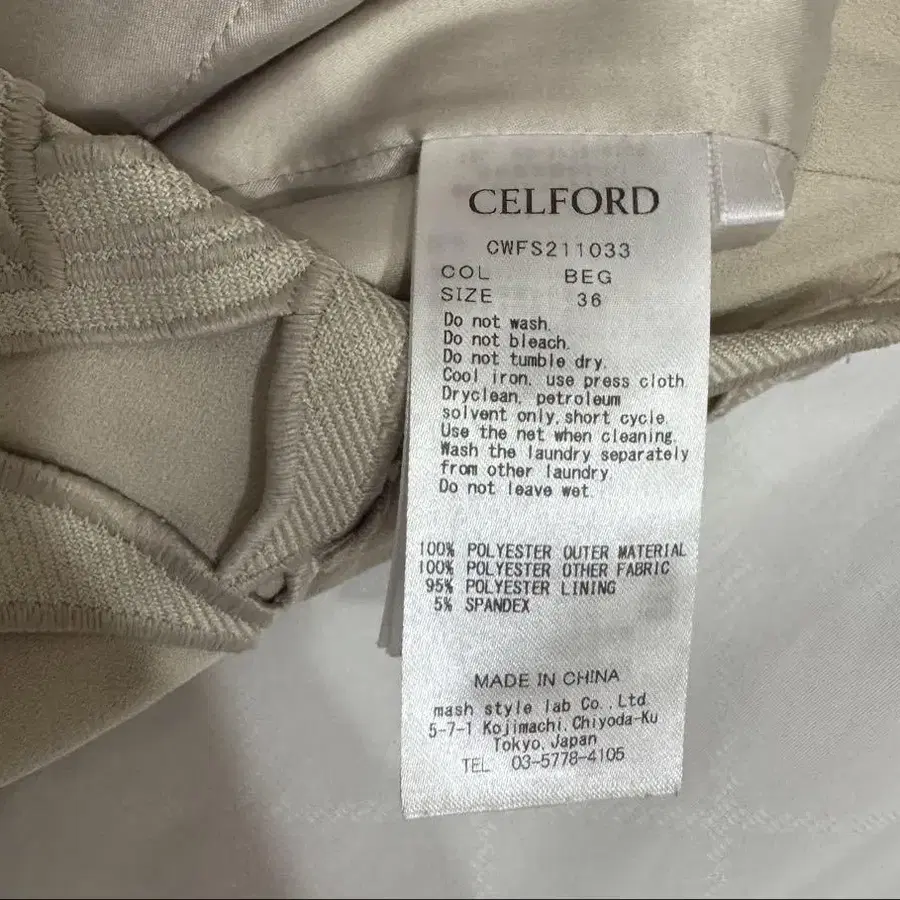 CELFORD
CWFS211033
COL BEG
SIZE 36
Do not wash.
Do not bleach.
Do not tumble dry.
Cool iron. use press cloth.
Dryclean. petroleum
solvent only. short cycle.
Use the net when cleaning.
Wash the laundry separately
from other laundry
Do not leave wet.
100% POLYESTER OUTER MATERIAL
100% POLYESTER OTHER FABRIC
95% POLYESTER LINING
5% SPANDEX
MADE IN CHINA
mash style lab Co.,Ltd.
5-7-1 Kojimachi, Chiyoda-Ku
Tokyo, Japan
TEL 03-5778-4105